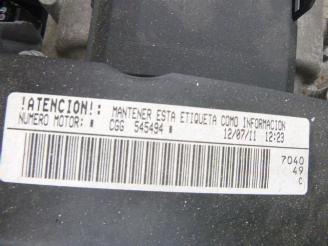 !ATENCION!: MANTENER ESTA ETIQUETA COMO INFORMACION
NUMERO MOTOR: * CGG 545494 * 12/07/11 12:23
7040
49
C